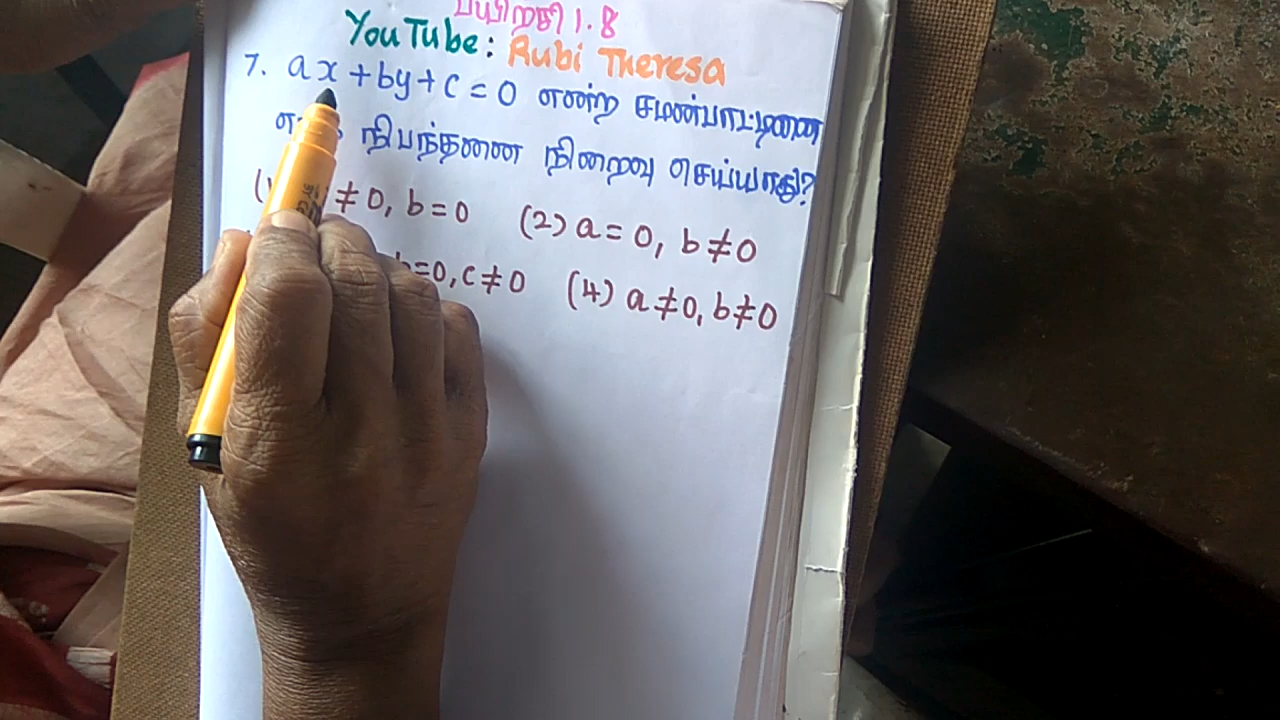 பயிற்சி 1.8
YouTube: Rubi Theresa
7. ax + by + c = 0 என்ற சமன்பாட்டினை
நிபந்தனை நிறைவு செய்யாது?
≠ 0, b = 0 (2) a = 0, b ≠ 0
b=0, c ≠ 0 (4) a ≠ 0, b ≠ 0